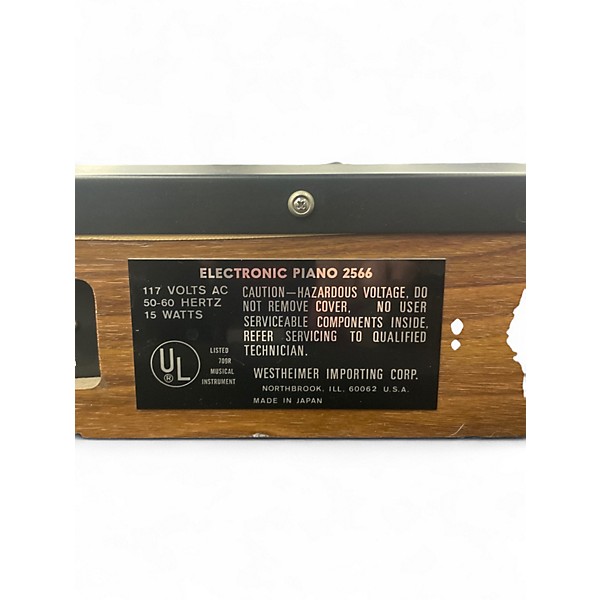 ELECTRONIC PIANO 2566
117 VOLTS AC
50-60 HERTZ
15 WATTS
CAUTION—HAZARDOUS VOLTAGE, DO
NOT REMOVE COVER, NO USER
SERVICEABLE COMPONENTS INSIDE,
REFER SERVICING TO QUALIFIED
TECHNICIAN.
UL
®
LISTED
709R
MUSICAL
INSTRUMENT
WESTHEIMER IMPORTING CORP.
NORTHBROOK, ILL, 60062 U.S.A.
MADE IN JAPAN